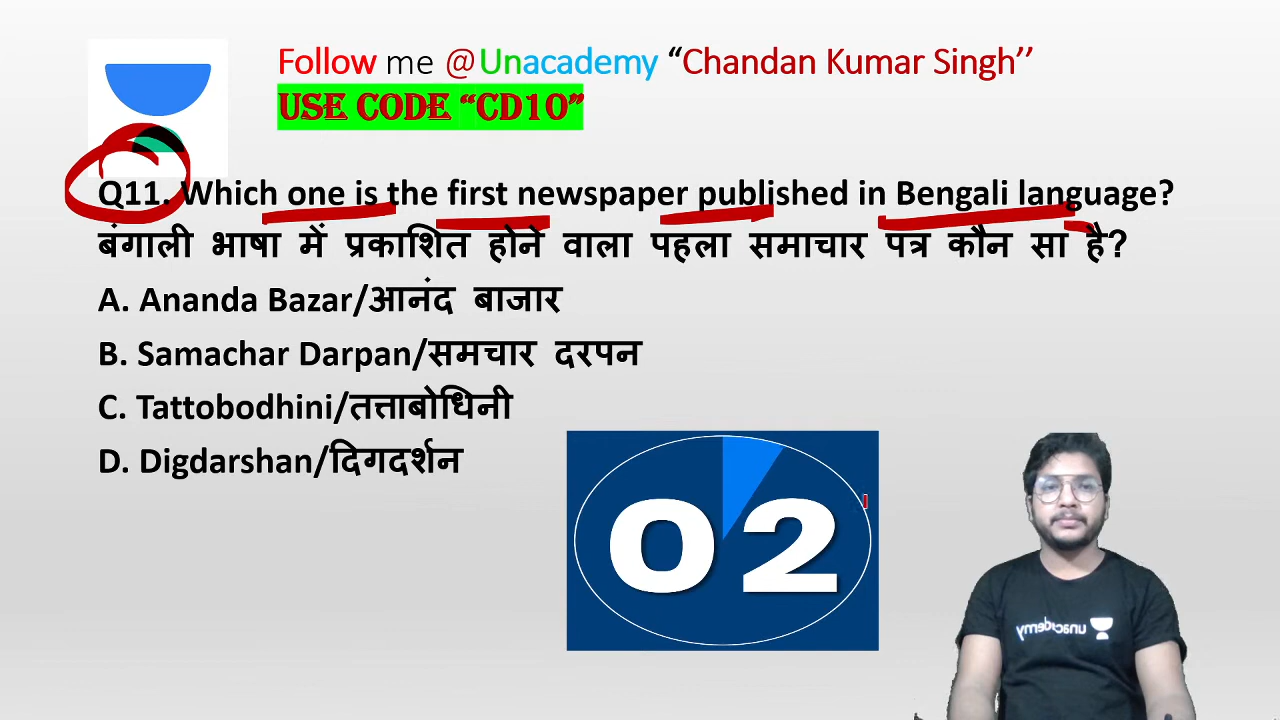 Follow me @Unacademy “Chandan Kumar Singh’’
USE CODE “CD10”
Q11. Which one is the first newspaper published in Bengali language?
बंगाली भाषा में प्रकाशित होने वाला पहला समाचार पत्र कौन सा है?
A. Ananda Bazar/आनंद बाजार
B. Samachar Darpan/समचार दरपन
C. Tattobodhini/तत्ताबोधिनी
D. Digdarshan/दिगदर्शन
02
unacademy